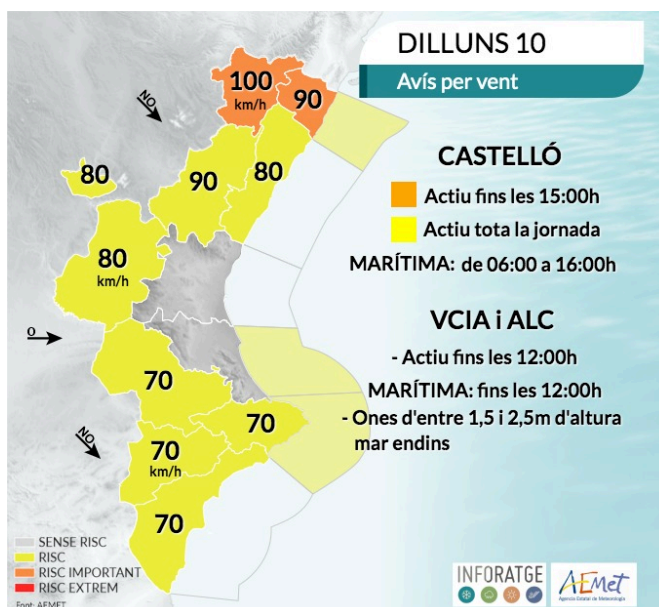 DILLUNS 10
Avís per vent
NO
100
km/h
90
80
90
80
80
km/h
CASTELLÓ
Actiu fins les 15:00h
Actiu tota la jornada
MARÍTIMA: de 06:00 a 16:00h
O
VCIA i ALC
- Actiu fins les 12:00h
MARÍTIMA: fins les 12:00h
- Ones d'entre 1,5 i 2,5m d'altura
mar endins
70
70
NO
70
km/h
70
SENSE RISC
RISC
RISC IMPORTANT
RISC EXTREM
Font: AEMET
INFORATGE
AEmet
Agencia Estatal de Meteorología